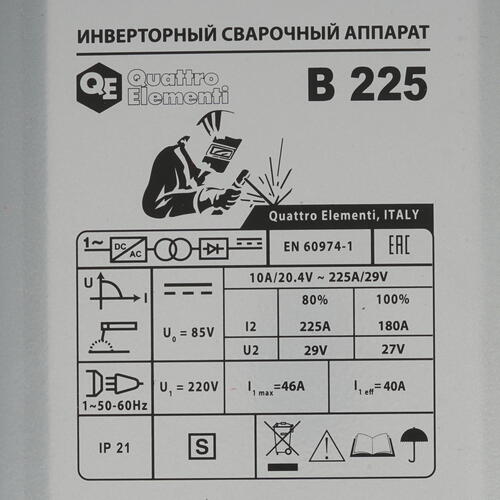 ИНВЕРТОРНЫЙ СВАРОЧНЫЙ АППАРАТ
QE Quattro Elementi
B 225
Quattro Elementi, ITALY
1~ DC AC EN 60974-1 EAC
U I
10A/20.4V ~ 225A/29V
80% 100%
U0 = 85V I2 225A 180A
U2 29V 27V
1~50-60Hz U1 = 220V I1 max=46A I1 eff=40A
IP 21 S